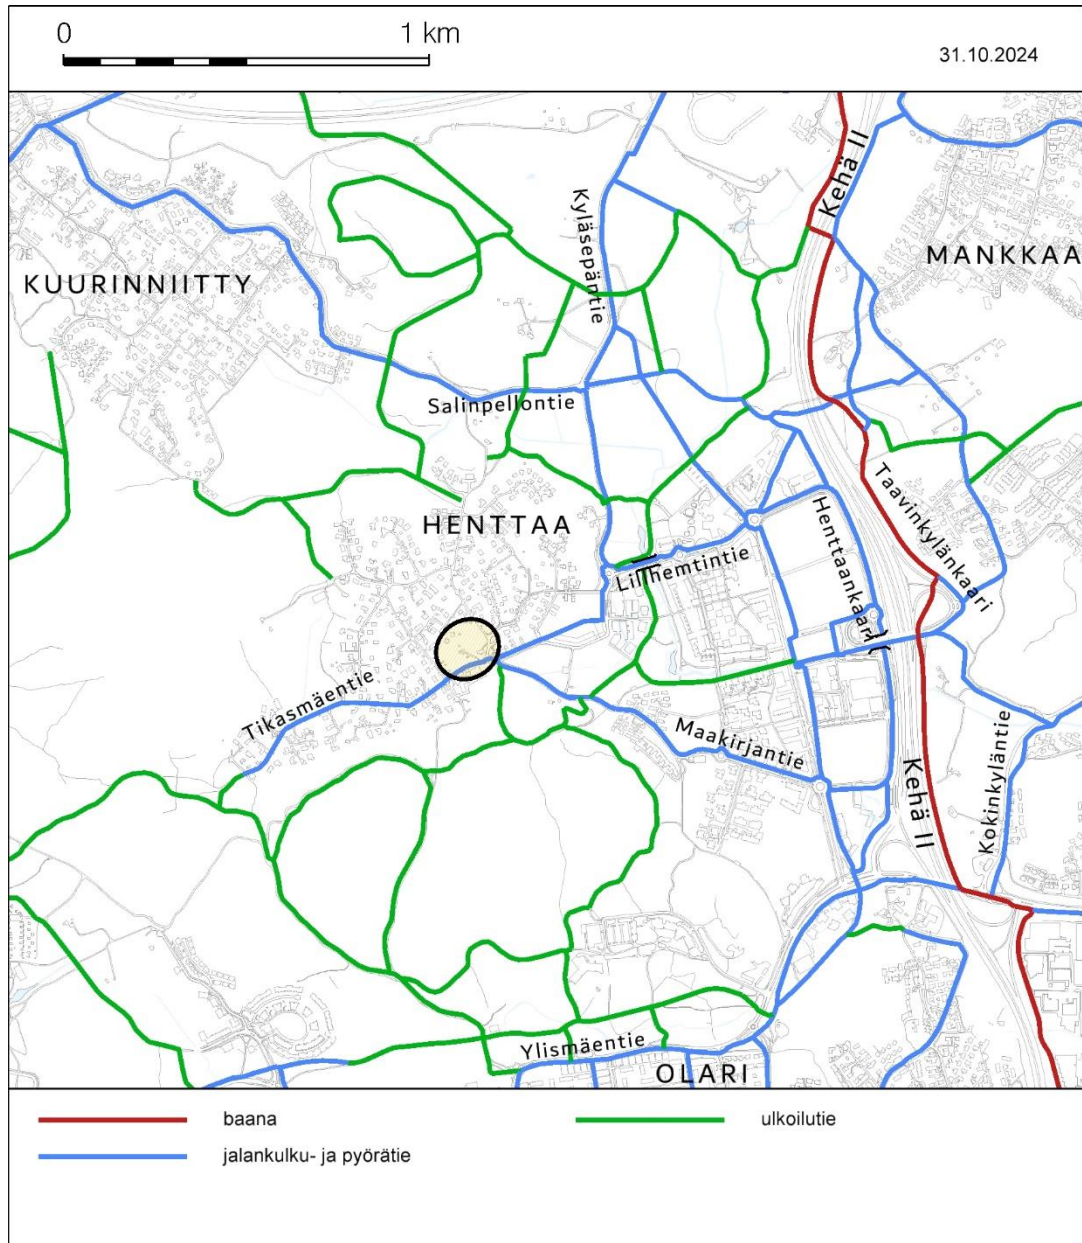 0 1 km
31.10.2024
Kehä II
Kyläsepäntie
MANKKAA
KUURINNIITTY
Salinpellontie
HENTTAA
Taavinkylänkaari
Henttaankaari
Lillhemtintie
Tikasmäentie
Maakirjantie
Kokinkyläntie
Kehä II
Ylismäentie
OLARI
baana
ulkoilutie
jalankulku- ja pyörätie